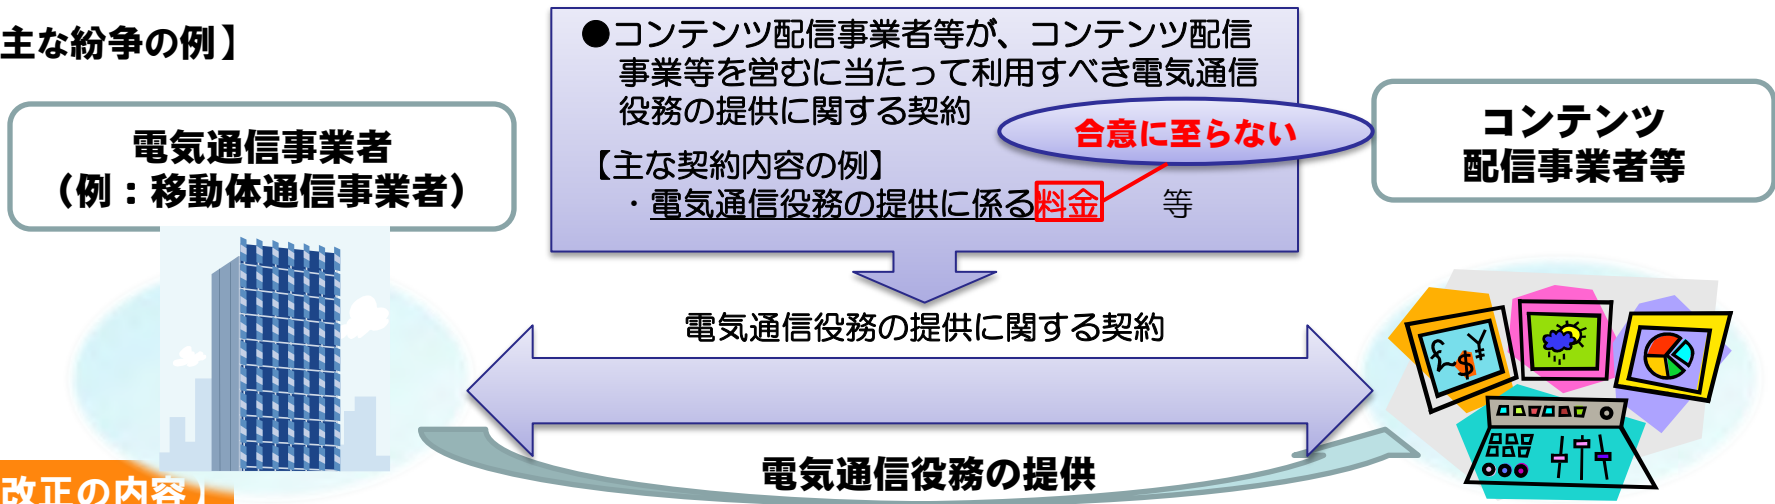 主な紛争の例】
●コンテンツ配信事業者等が、コンテンツ配信
事業等を営むに当たって利用すべき電気通信
役務の提供に関する契約
合意に至らない
【主な契約内容の例】
・電気通信役務の提供に係る料金 等
電気通信事業者
（例：移動体通信事業者）
コンテンツ
配信事業者等
電気通信役務の提供に関する契約
£ $ ¥
電気通信役務の提供
改正の内容】